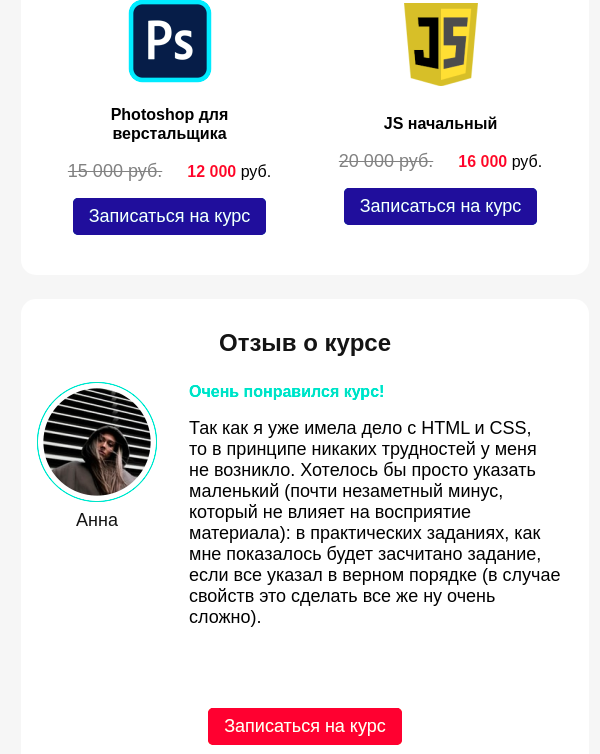 Ps
JS
Photoshop для
верстальщика
JS начальный
15 000 руб. 12 000 руб.
20 000 руб. 16 000 руб.
Записаться на курс
Записаться на курс
Отзыв о курсе
Очень понравился курс!
Так как я уже имела дело с HTML и CSS,
то в принципе никаких трудностей у меня
не возникло. Хотелось бы просто указать
маленький (почти незаметный минус,
который не влияет на восприятие
материала): в практических заданиях, как
мне показалось будет засчитано задание,
если все указал в верном порядке (в случае
свойств это сделать все же ну очень
сложно).
Анна
Записаться на курс